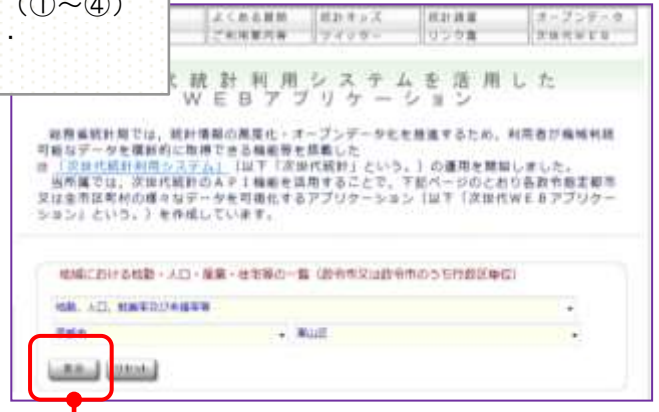 (①～④)
よくある質問 統計キッズ 統計講座 オープンデータ
ご利用案内等 ツイッター リンク集 次世代WEB
統計利用システムを活用した
WEBアプリケーション
総務省統計局では、統計情報の高度化・オープンデータ化を推進するため、利用者が機械判読
可能なデータを横断的に取得できる機能等を搭載した
「次世代統計利用システム」(以下「次世代統計」という。)の運用を開始しました。
当所属では、次世代統計のAPI機能を活用することで、下記ページのとおり各政令指定都市
又は全市区町村の様々なデータを可視化するアプリケーション(以下「次世代WEBアプリケー
ション」という。)を作成しています。
地域における地勢・人口・産業・住宅等の一覧(政令市又は政令市のうち行政区単位)
地勢、人口、
東山区
表示 リセット